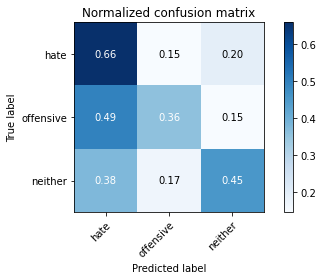 Normalized confusion matrix
hate 0.66 0.15 0.20
offensive 0.49 0.36 0.15
neither 0.38 0.17 0.45
hate offensive neither
True label
Predicted label
0.6
0.5
0.4
0.3
0.2